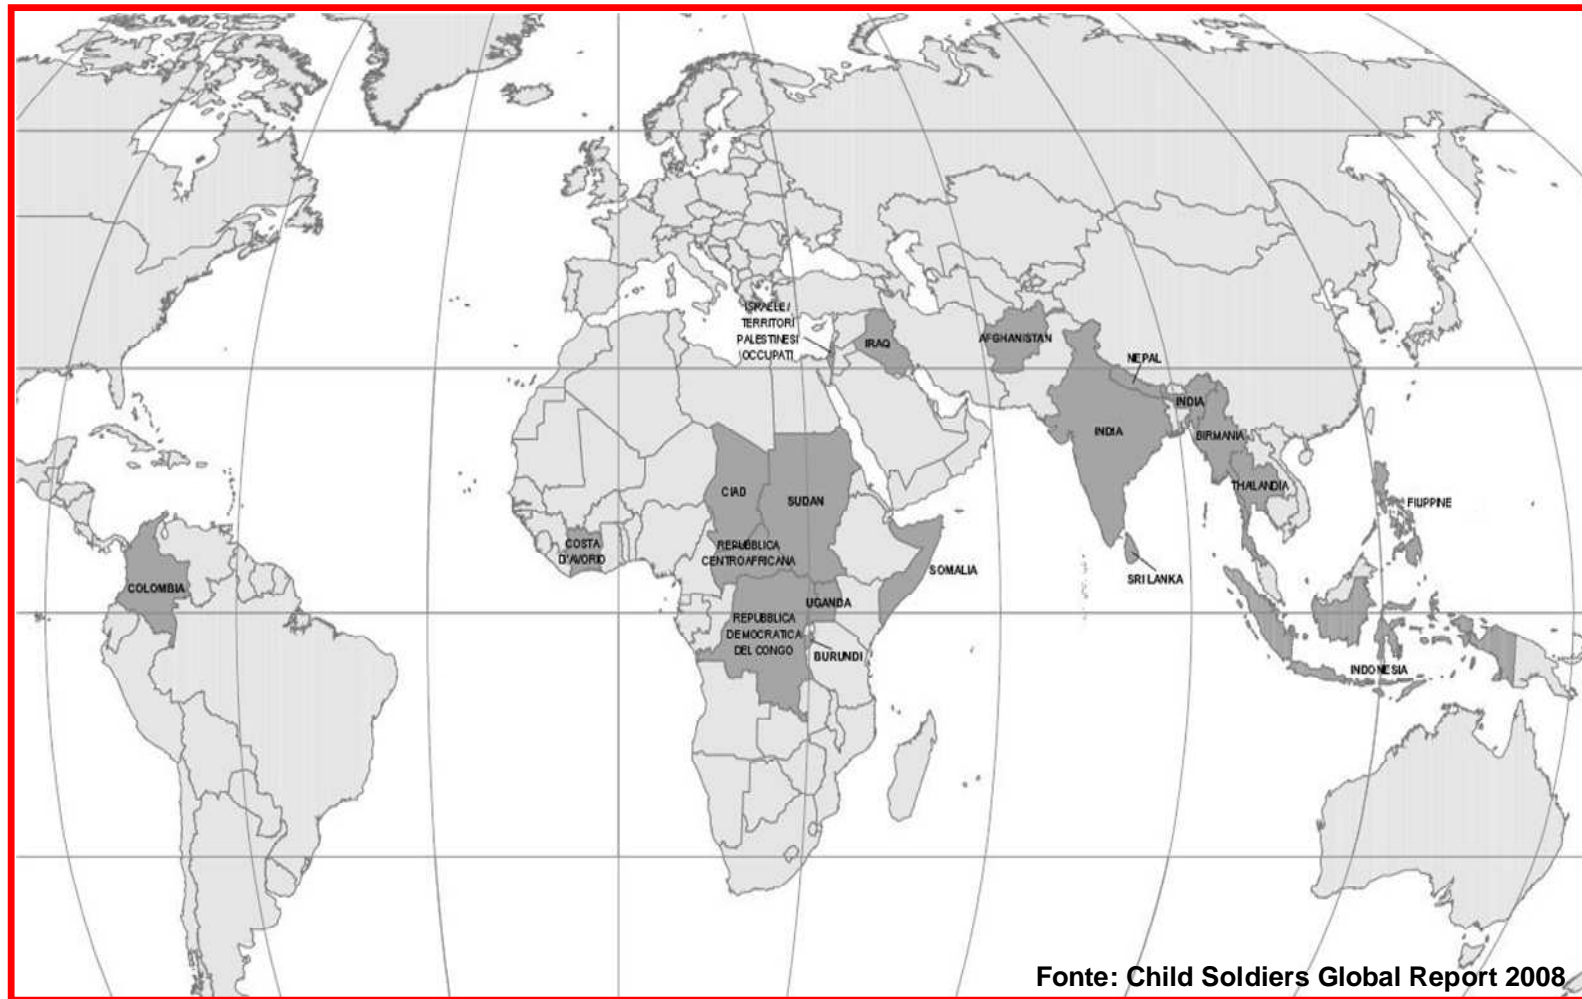 ISRAELE/
TERRITORI
PALESTINESI
OCCUPATI
IRAQ
AFGHANISTAN
NEPAL
INDIA
INDIA
BIRMANIA
THAILANDIA
FILIPPINE
CIAD
SUDAN
COSTA
D'AVORIO
REPUBBLICA
CENTROAFRICANA
SOMALIA
SRI LANKA
COLOMBIA
UGANDA
REPUBBLICA
DEMOCRATICA
DEL CONGO
BURUNDI
INDONESIA
Fonte: Child Soldiers Global Report 2008